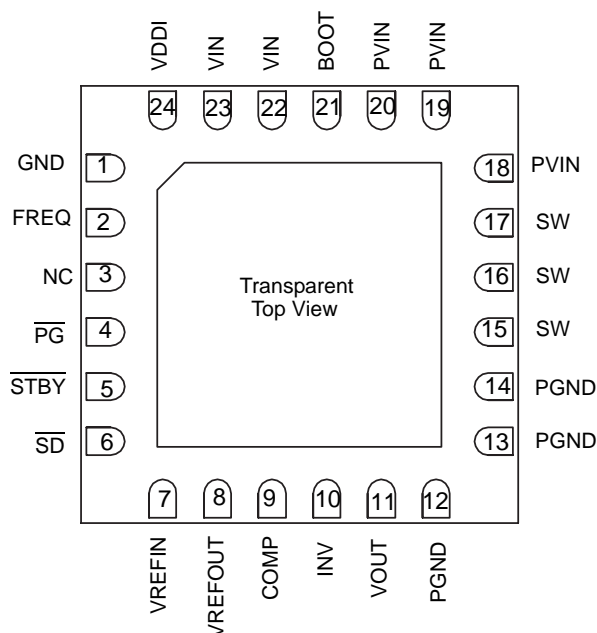 VDDI
VIN
VIN
BOOT
PVIN
PVIN
24
23
22
21
20
19
GND 1
FREQ 2
NC 3
PG 4
STBY 5
SD 6
18 PVIN
17 SW
16 SW
15 SW
14 PGND
13 PGND
Transparent
Top View
7
8
9
10
11
12
VREFIN
VREFOUT
COMP
INV
VOUT
PGND